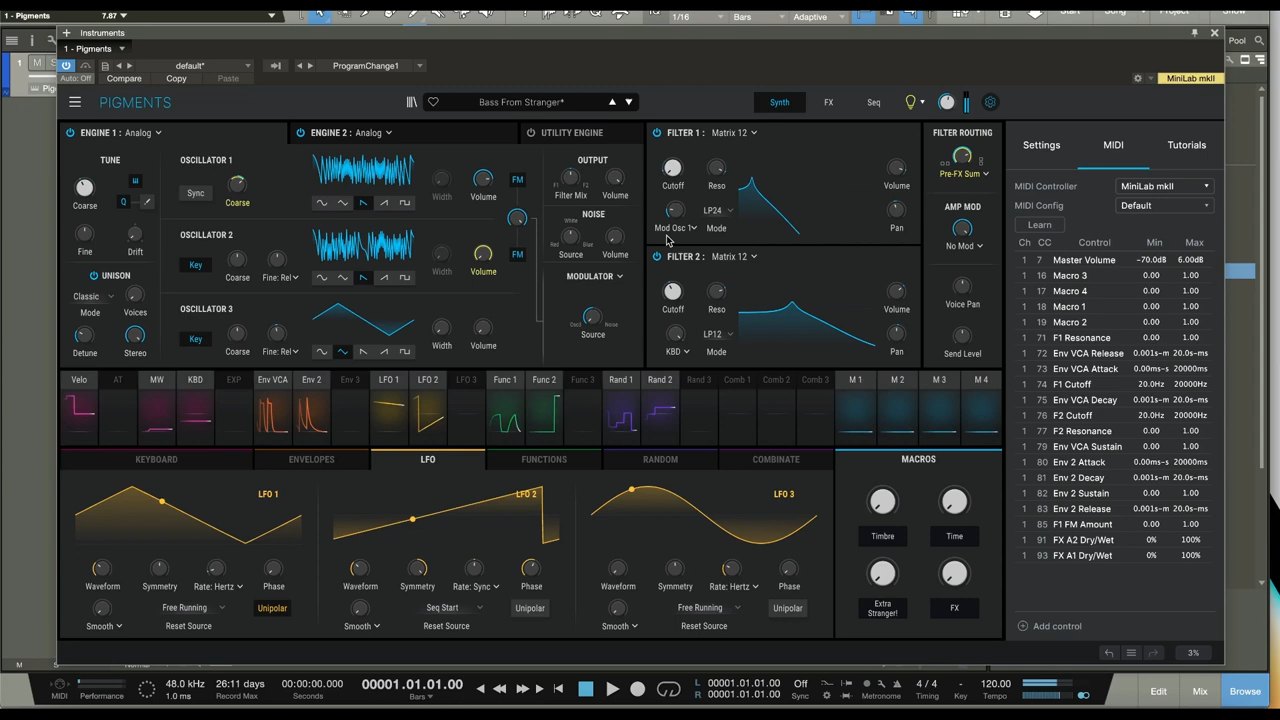 1 - Pigments 7.87
1/16 Bars Adaptive Start Song Project Show
Instruments
1 - Pigments
Pool
1 M S
default* ProgramChange1
Auto: Off Compare Copy Paste
MiniLab mkII
PIGMENTS Bass From Stranger* Synth FX Seq
ENGINE 1 : Analog ENGINE 2 : Analog UTILITY ENGINE FILTER 1 : Matrix 12 FILTER ROUTING
Settings MIDI Tutorials
TUNE OSCILLATOR 1 OUTPUT
Coarse Sync Coarse Width Volume FM Filter Mix Volume
F1 F2
Cutoff Reso Volume
Mod Osc 1 LP24 Mode Pan
Pre-FX Sum
Q
Fine Drift
OSCILLATOR 2
Key Coarse Fine: Rel Width Volume FM
NOISE
White Red Blue
Source Volume
AMP MOD
No Mod
FILTER 2 : Matrix 12
UNISON
Classic
Mode Voices
Detune Stereo
OSCILLATOR 3
Key Coarse Fine: Rel Width Volume
MODULATOR
Noise
Source
Cutoff Reso Volume
KBD LP12 Mode Pan
Voice Pan
Send Level
MIDI Controller MiniLab mkII
MIDI Config Default
Learn
Ch CC Control Min Max
1 7 Master Volume -70.0dB 6.00dB
1 16 Macro 3 0.00 1.00
1 17 Macro 4 0.00 1.00
1 18 Macro 1 0.00 1.00
1 19 Macro 2 0.00 1.00
1 71 F1 Resonance 0.00 1.00
1 72 Env VCA Release 0.001s-m 20.0s-ms
1 73 Env VCA Attack 0.00ms-m 20000ms
1 74 F1 Cutoff 20.0Hz 20000Hz
1 75 Env VCA Decay 0.001s-m 20.0s-ms
1 76 F2 Cutoff 20.0Hz 20000Hz
1 77 F2 Resonance 0.00 1.00
1 79 Env VCA Sustain 0.00 1.00
1 80 Env 2 Attack 0.00ms-m 20000ms
1 81 Env 2 Decay 0.001s-m 20.0s-ms
1 82 Env 2 Sustain 0.00 1.00
1 83 Env 2 Release 0.001s-m 20.0s-ms
1 85 F1 FM Amount 0.00 1.00
1 91 FX A2 Dry/Wet 0% 100%
1 93 FX A1 Dry/Wet 0% 100%
Add control
Velo AT MW KBD EXP Env VCA Env 2 Env 3 LFO 1 LFO 2 LFO 3 Func 1 Func 2 Func 3 Rand 1 Rand 2 Rand 3 Comb 1 Comb 2 Comb 3 M 1 M 2 M 3 M 4
KEYBOARD ENVELOPES LFO FUNCTIONS RANDOM COMBINATE MACROS
LFO 1 LFO 2 LFO 3
Waveform Symmetry Rate: Hertz Phase
Free Running Unipolar
Smooth Reset Source
Waveform Symmetry Rate: Sync Phase
Seq Start Unipolar
Smooth Reset Source
Waveform Symmetry Rate: Hertz Phase
Free Running Unipolar
Smooth Reset Source
Timbre Time
Extra Stranger! FX
3%
M S Normal
MIDI Performance
48.0 kHz
1.0 ms
26:11 days
Record Max
00:00:00.000
Seconds
00001.01.01.00
Bars
L 00001.01.01.00
R 00001.01.01.00
Off
Sync Metronome
4 / 4
Timing
-
Key
120.00
Tempo
Edit Mix Browse